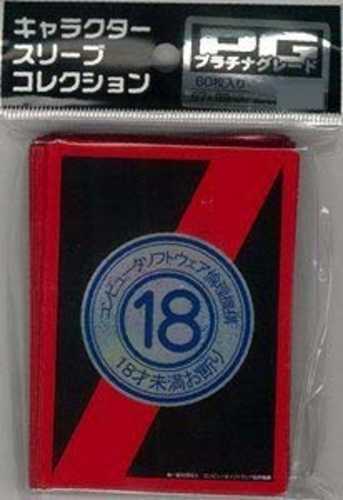 キャラクター
スリーブ
コレクション
PG
プラチナグレード
60枚入り
コンピュータソフトウェア倫理機構
18
18才未満お断り